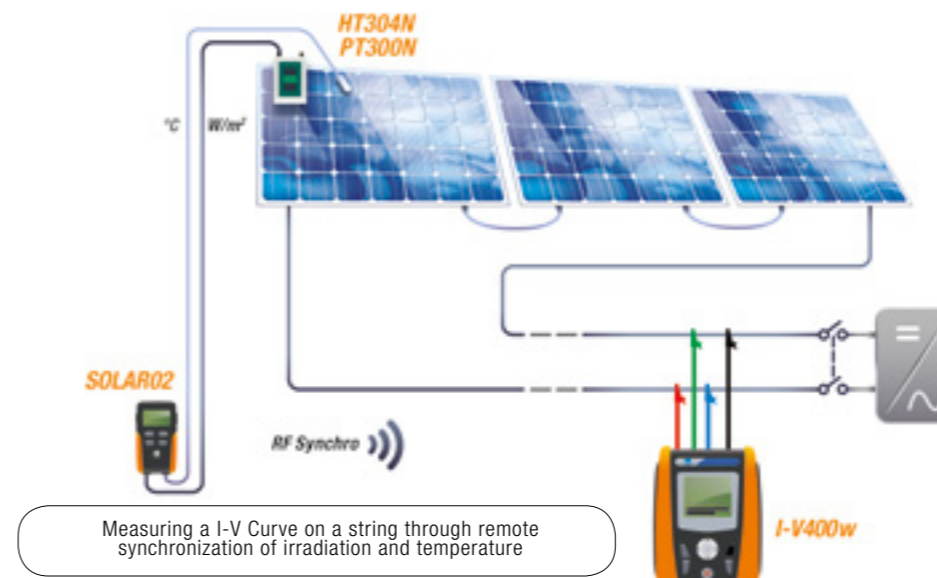 HT304N
PT300N
°C
W/m²
SOLAR02
RF Synchro
I-V400w
Measuring a I-V Curve on a string through remote
synchronization of irradiation and temperature